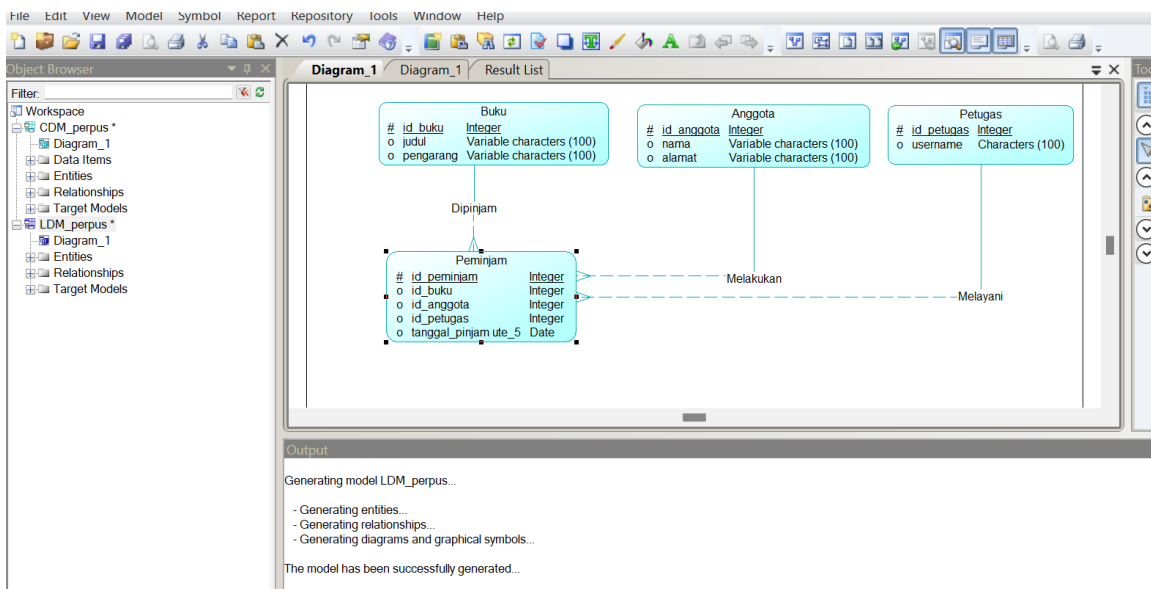 File Edit View Model Symbol Report Repository Tools Window Help
Object Browser
Diagram_1 Diagram_1 Result List
Filter:
Workspace
CDM_perpus *
Diagram_1
Data Items
Entities
Relationships
Target Models
LDM_perpus *
Diagram_1
Entities
Relationships
Target Models
Buku
# id_buku Integer
o judul Variable characters (100)
o pengarang Variable characters (100)
Anggota
# id_anggota Integer
o nama Variable characters (100)
o alamat Variable characters (100)
Petugas
# id_petugas Integer
o username Characters (100)
Dipinjam
Peminjam
# id_peminjam Integer
o id_buku Integer
o id_anggota Integer
o id_petugas Integer
o tanggal_pinjam ute_5 Date
Melakukan
Melayani
Output
Generating model LDM_perpus...
- Generating entities...
- Generating relationships...
- Generating diagrams and graphical symbols...
The model has been successfully generated...